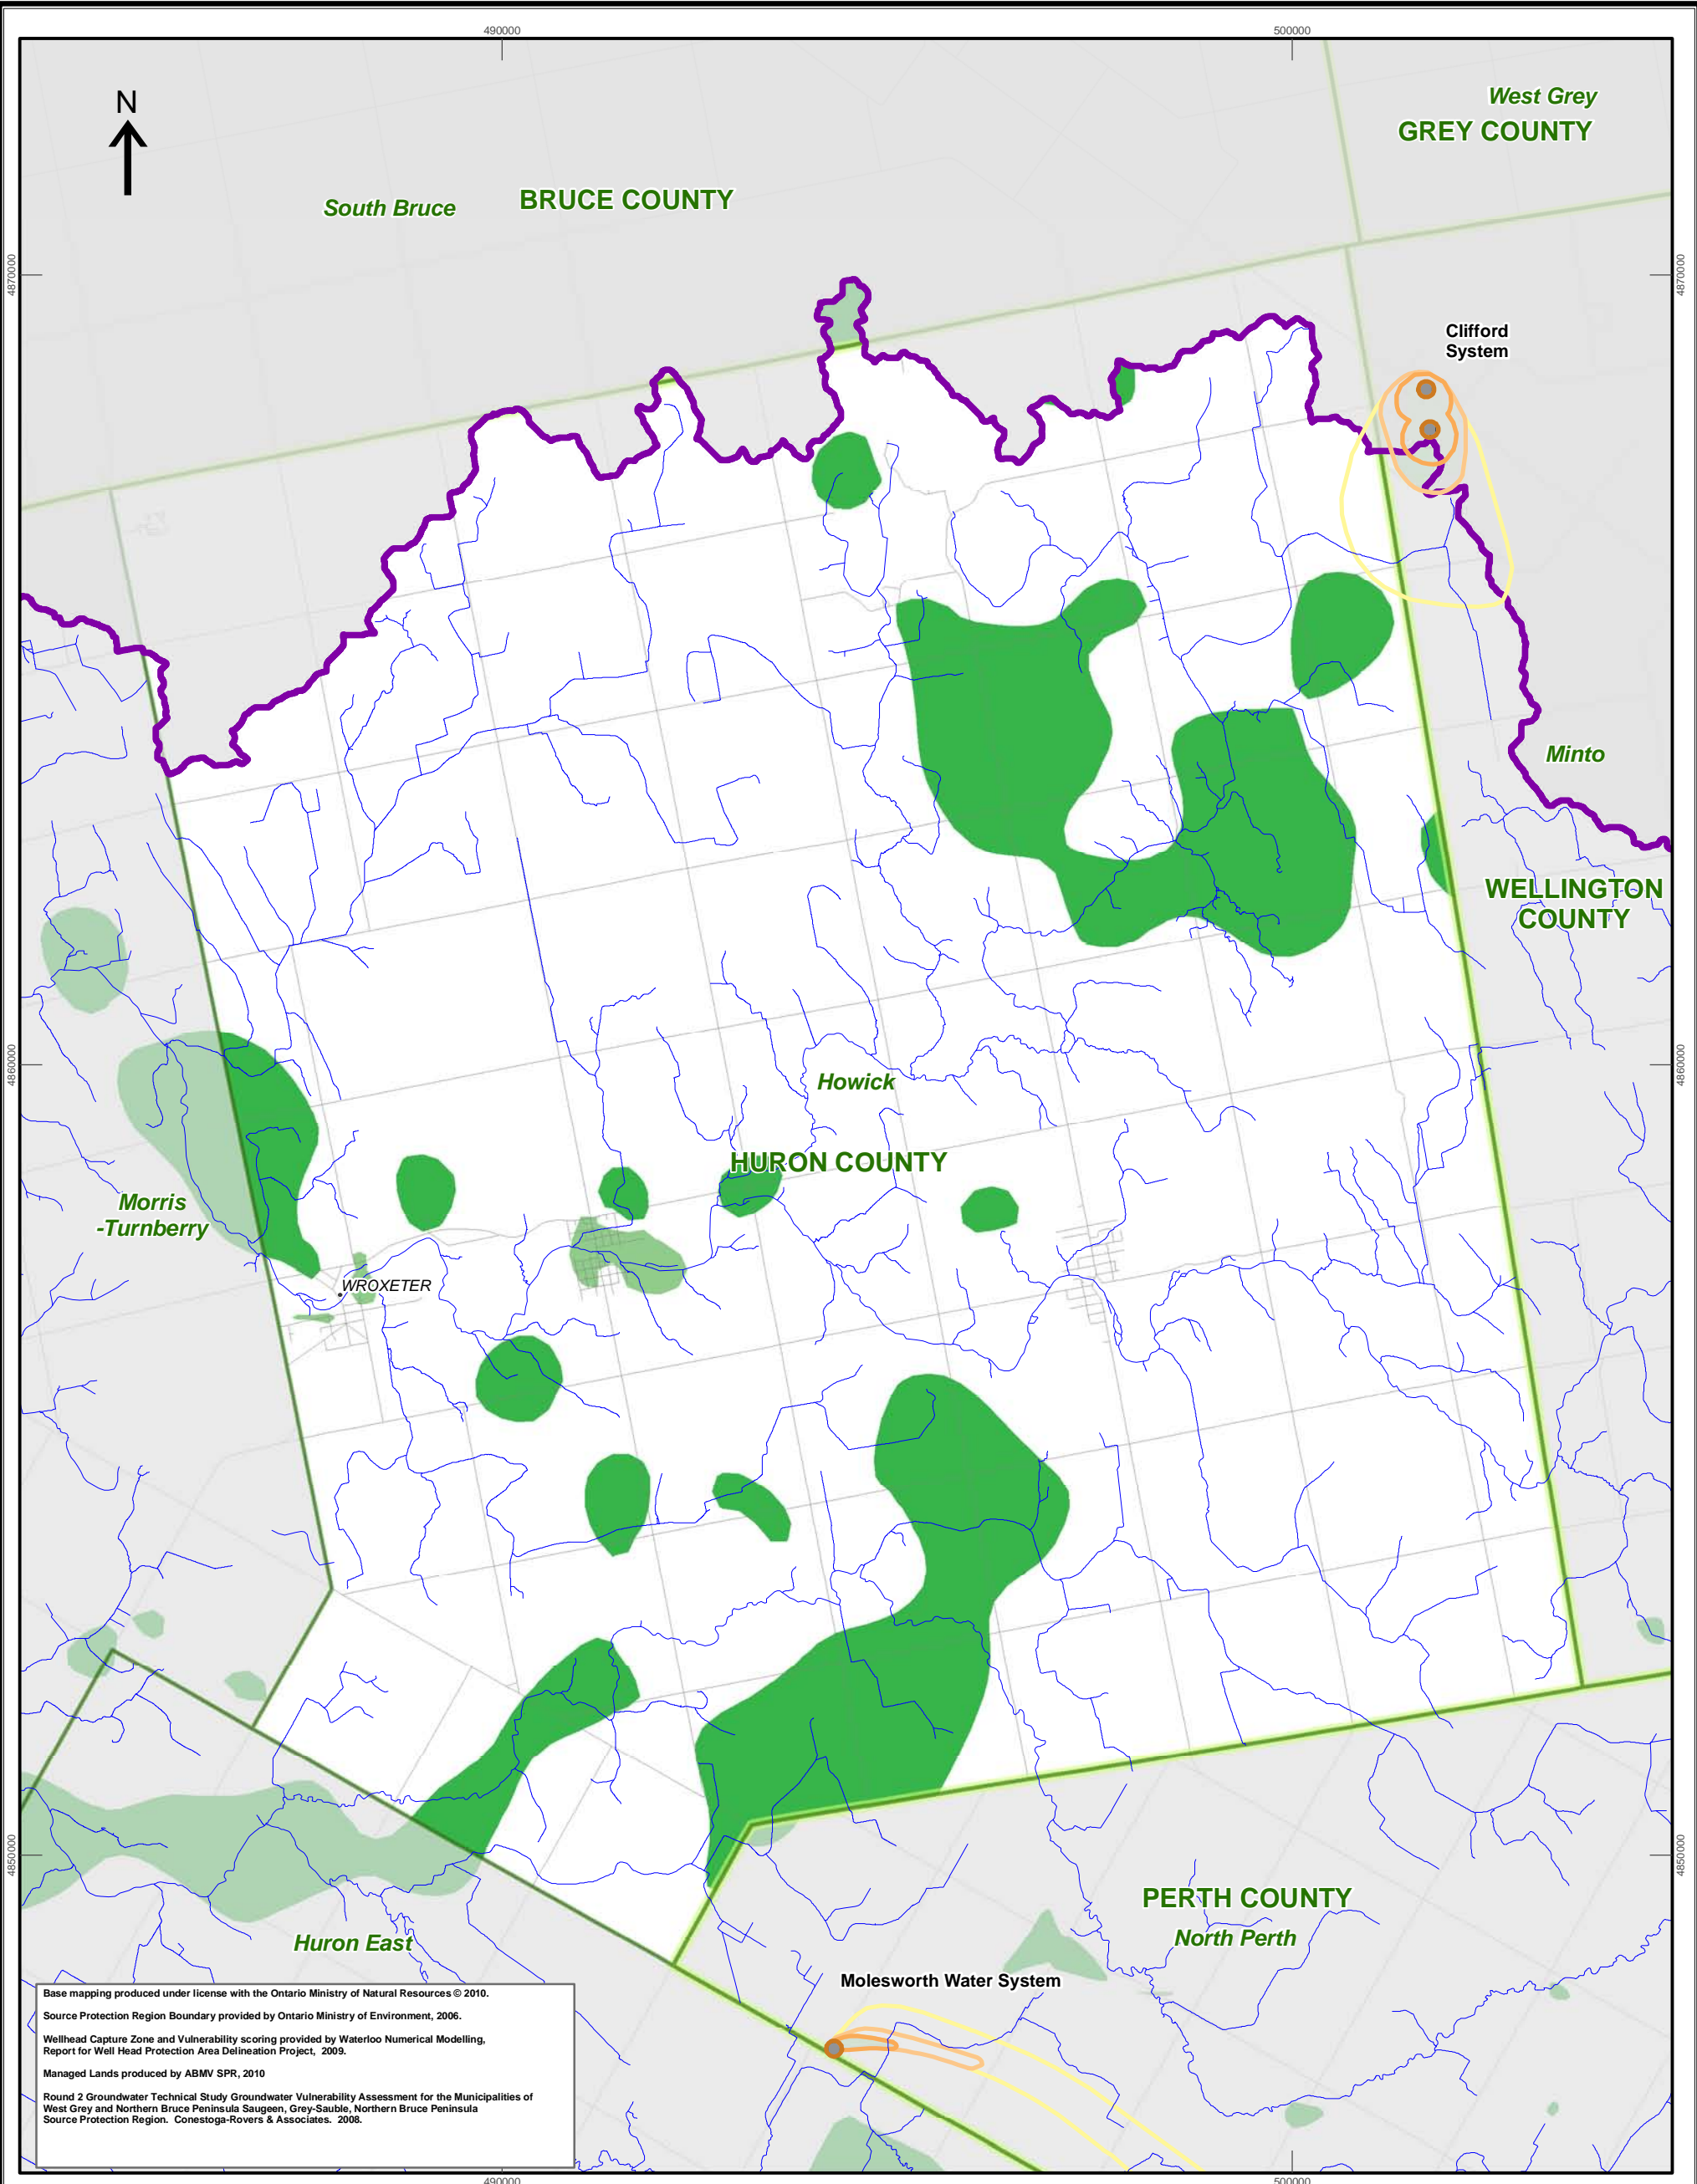 490000
500000
N
West Grey
GREY COUNTY
South Bruce
BRUCE COUNTY
4870000
4870000
Clifford
System
Minto
WELLINGTON
COUNTY
4860000
4860000
Howick
HURON COUNTY
Morris
-Turnberry
WROXETER
4850000
4850000
PERTH COUNTY
North Perth
Huron East
Molesworth Water System
Base mapping produced under license with the Ontario Ministry of Natural Resources © 2010.
Source Protection Region Boundary provided by Ontario Ministry of Environment, 2006.
Wellhead Capture Zone and Vulnerability scoring provided by Waterloo Numerical Modelling,
Report for Well Head Protection Area Delineation Project, 2009.
Managed Lands produced by ABMV SPR, 2010
Round 2 Groundwater Technical Study Groundwater Vulnerability Assessment for the Municipalities of
West Grey and Northern Bruce Peninsula Saugeen, Grey-Sauble, Northern Bruce Peninsula
Source Protection Region. Conestoga-Rovers & Associates. 2008.
490000
500000